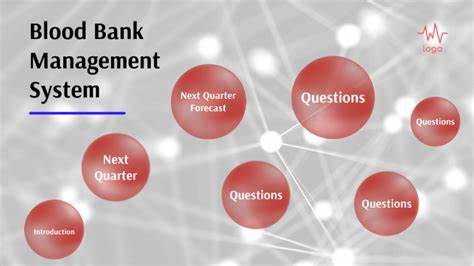 Blood Bank
Management
System
logo
Next Quarter
Forecast
Questions
Questions
Next
Quarter
Questions
Questions
Introduction